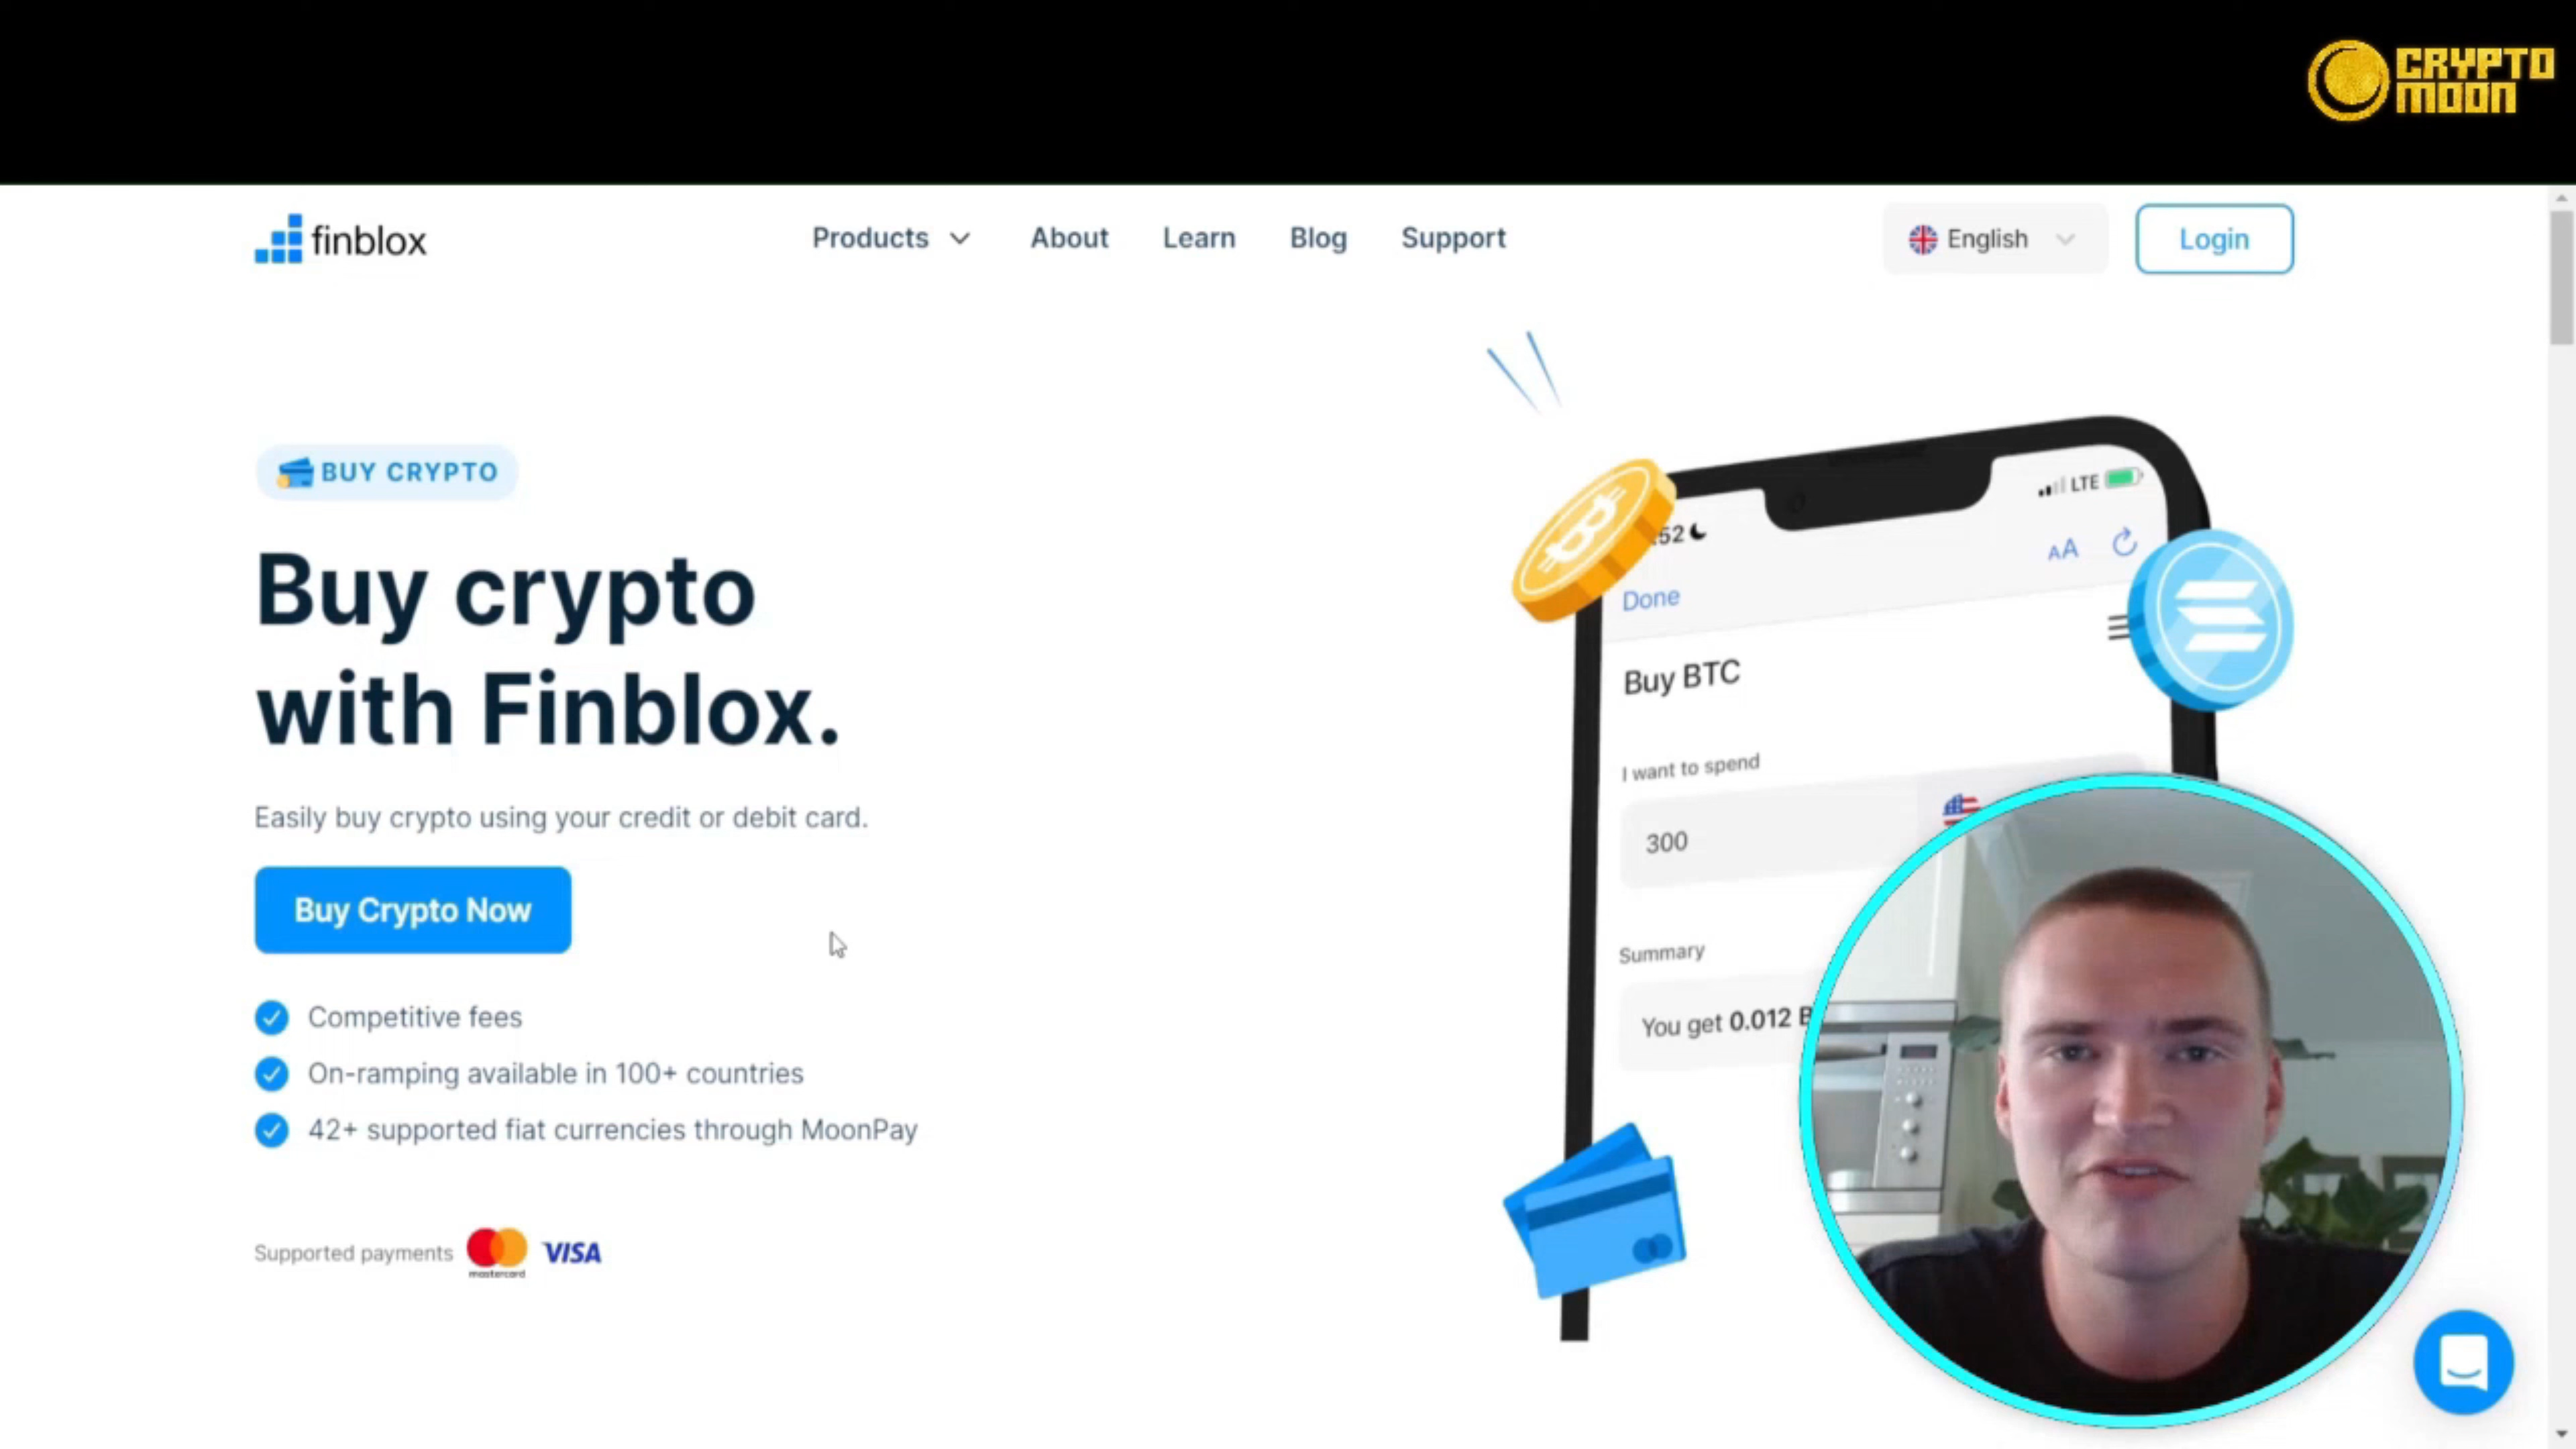 CRYPTO
MOON
finblox
Products
About
Learn
Blog
Support
English
Login
BUY CRYPTO
Buy crypto
with Finblox.
Easily buy crypto using your credit or debit card.
Buy Crypto Now
Competitive fees
On-ramping available in 100+ countries
42+ supported fiat currencies through MoonPay
Supported payments
mastercard
VISA
52
LTE
AA
Done
Buy BTC
I want to spend
300
Summary
You get 0.012 B